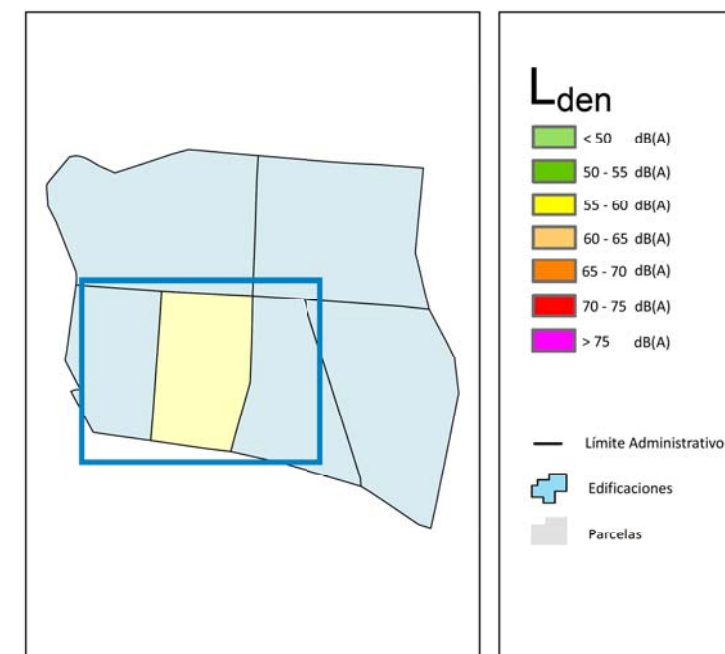 Lden
< 50 dB(A)
50 - 55 dB(A)
55 - 60 dB(A)
60 - 65 dB(A)
65 - 70 dB(A)
70 - 75 dB(A)
> 75 dB(A)
Límite Administrativo
Edificaciones
Parcelas